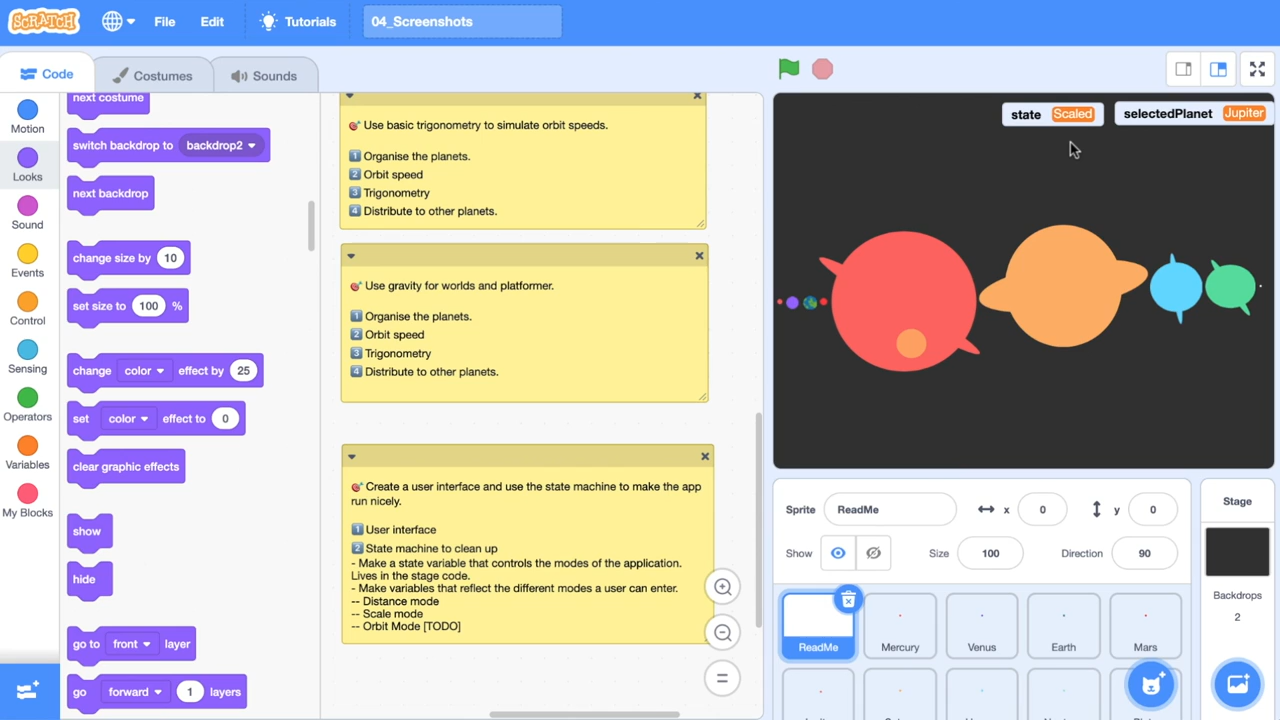 SCRATCH
File
Edit
Tutorials
04_Screenshots
Code
Costumes
Sounds
Motion
Looks
Sound
Events
Control
Sensing
Operators
Variables
My Blocks
next costume
switch backdrop to backdrop2
next backdrop
change size by 10
set size to 100 %
change color effect by 25
set color effect to 0
clear graphic effects
show
hide
go to front layer
go forward 1 layers
🎯 Use basic trigonometry to simulate orbit speeds.
1️⃣ Organise the planets.
2️⃣ Orbit speed
3️⃣ Trigonometry
4️⃣ Distribute to other planets.
🎯 Use gravity for worlds and platformer.
1️⃣ Organise the planets.
2️⃣ Orbit speed
3️⃣ Trigonometry
4️⃣ Distribute to other planets.
🎯 Create a user interface and use the state machine to make the app
run nicely.
1️⃣ User interface
2️⃣ State machine to clean up
- Make a state variable that controls the modes of the application.
Lives in the stage code.
- Make variables that reflect the different modes a user can enter.
-- Distance mode
-- Scale mode
-- Orbit Mode [TODO]
state Scaled
selectedPlanet Jupiter
Sprite ReadMe x 0 y 0
Show Size 100 Direction 90
ReadMe
Mercury
Venus
Earth
Mars
Stage
Backdrops
2